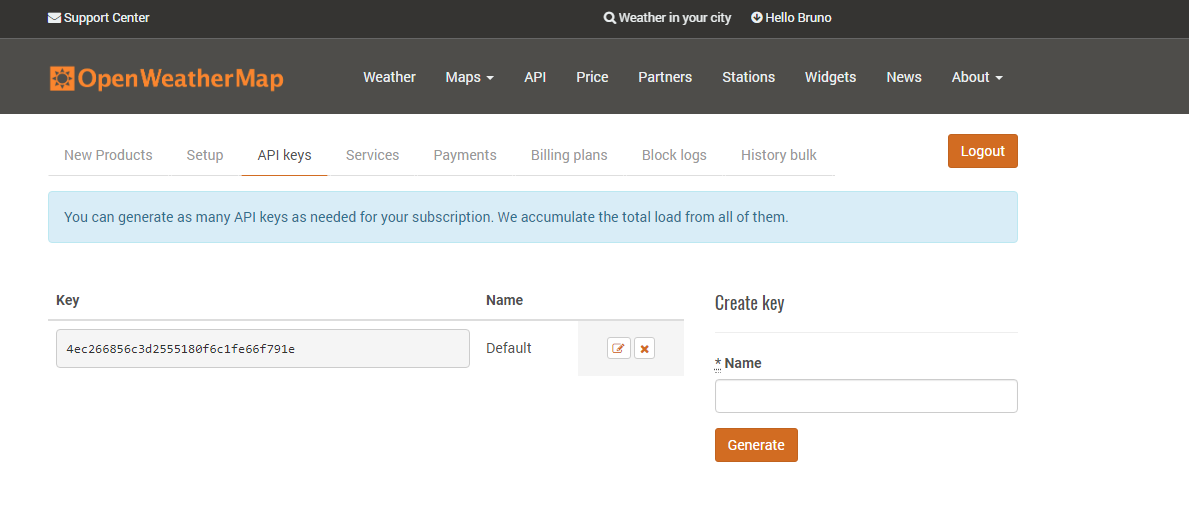 Support Center
Weather in your city
Hello Bruno
OpenWeatherMap
Weather Maps API Price Partners Stations Widgets News About
New Products Setup API keys Services Payments Billing plans Block logs History bulk
Logout
You can generate as many API keys as needed for your subscription. We accumulate the total load from all of them.
Key Name
4ec266856c3d2555180f6c1fe66f791e Default
Create key
* Name
Generate